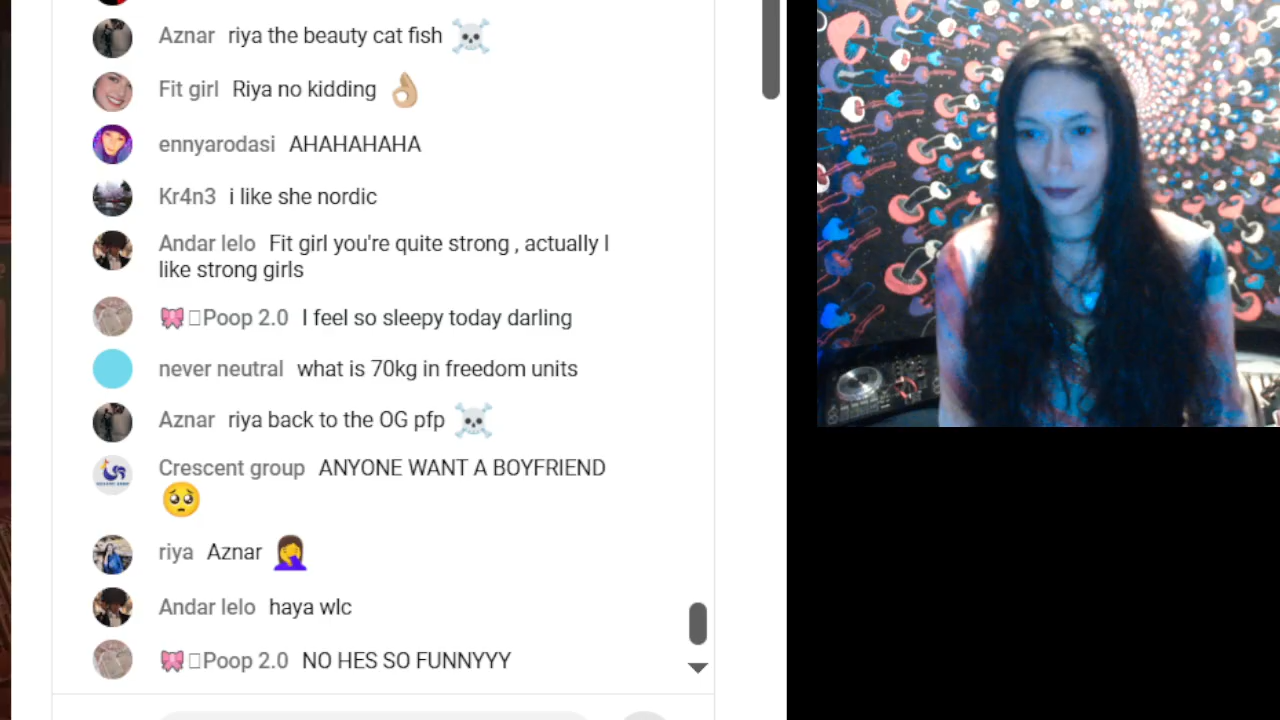 Aznar riya the beauty cat fish ☠️
Fit girl Riya no kidding 👌🏼
ennyarodasi AHAHAHAHA
Kr4n3 i like she nordic
Andar lelo Fit girl you're quite strong , actually I
like strong girls
🎀▯Poop 2.0 I feel so sleepy today darling
never neutral what is 70kg in freedom units
Aznar riya back to the OG pfp ☠️
Crescent group ANYONE WANT A BOYFRIEND
🥺
riya Aznar 🤦‍♀️
Andar lelo haya wlc
🎀▯Poop 2.0 NO HES SO FUNNYYY